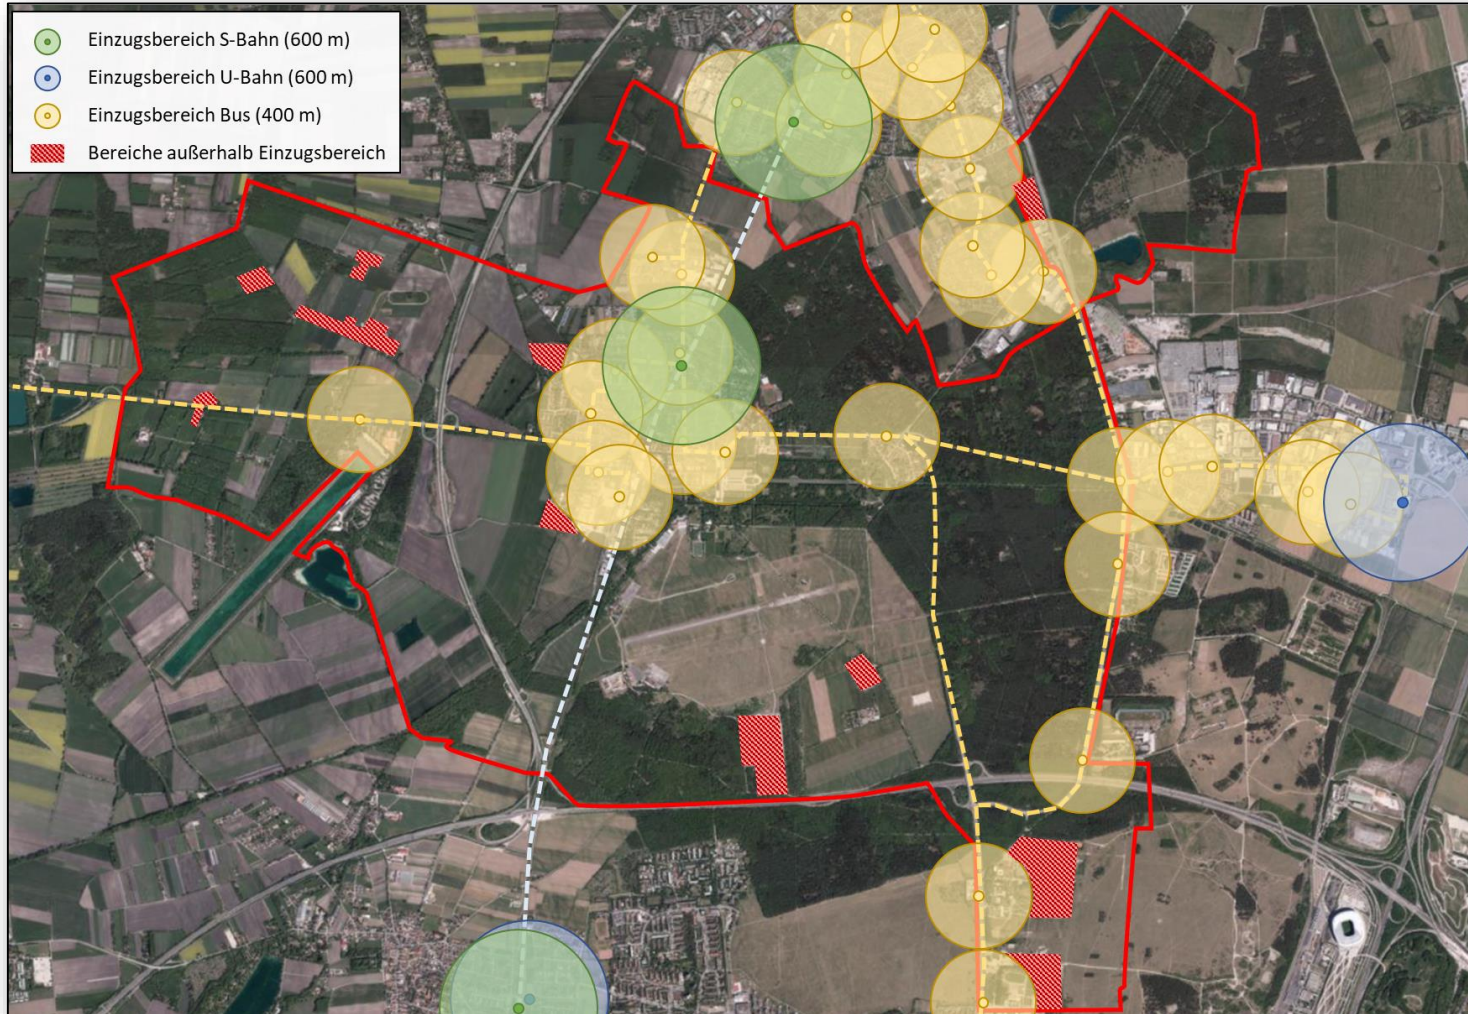 Einzugsbereich S-Bahn (600 m)
Einzugsbereich U-Bahn (600 m)
Einzugsbereich Bus (400 m)
Bereiche außerhalb Einzugsbereich